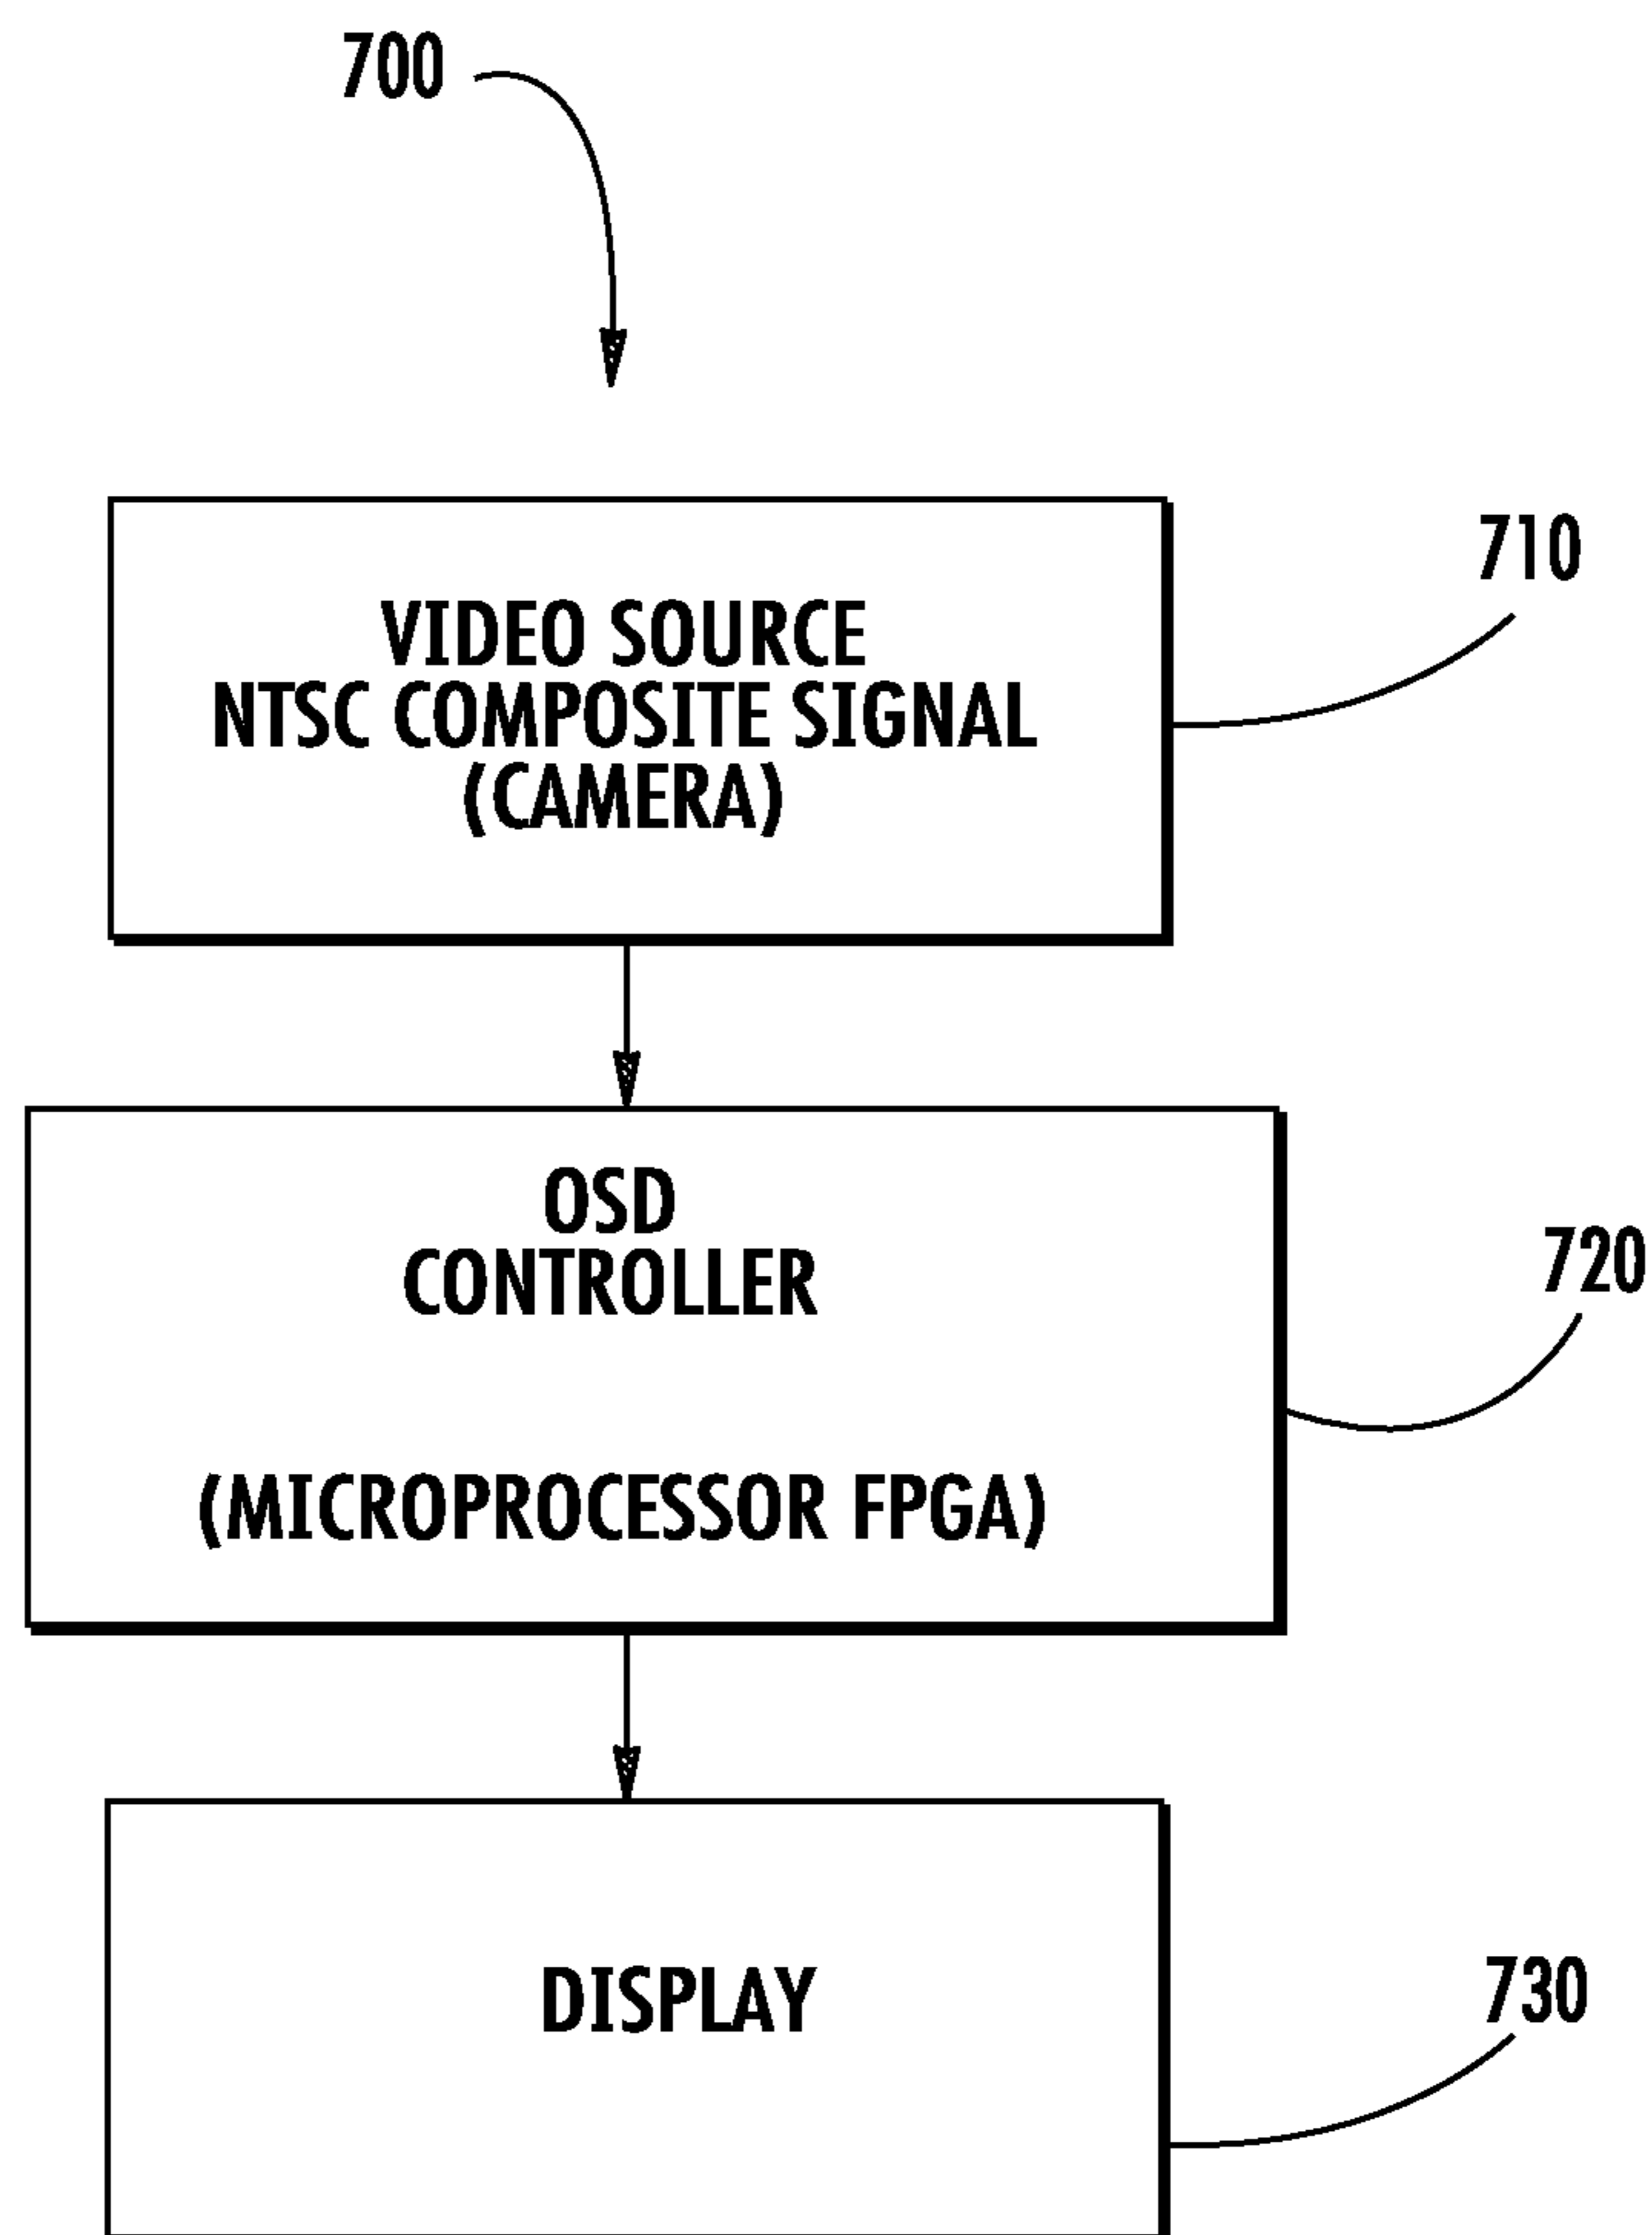 700
710
VIDEO SOURCE
NTSC COMPOSITE SIGNAL
(CAMERA)
720
OSD
CONTROLLER
(MICROPROCESSOR FPGA)
730
DISPLAY